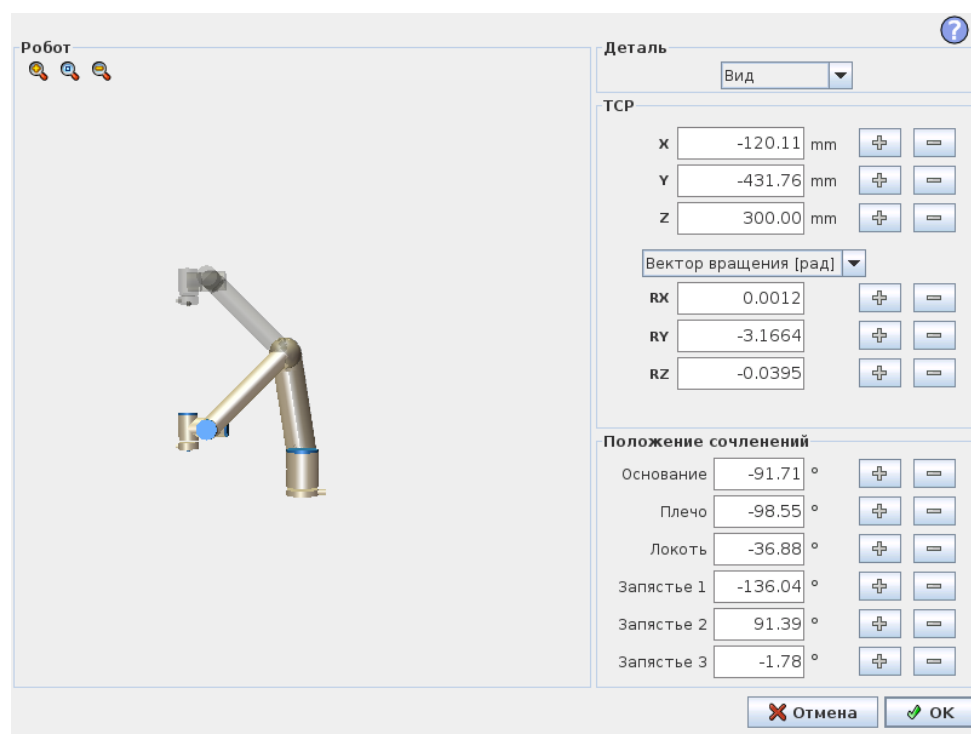 ?
Робот
Деталь
Вид
TCP
X -120.11 mm
Y -431.76 mm
Z 300.00 mm
Вектор вращения [рад]
RX 0.0012
RY -3.1664
RZ -0.0395
Положение сочленений
Основание -91.71 °
Плечо -98.55 °
Локоть -36.88 °
Запястье 1 -136.04 °
Запястье 2 91.39 °
Запястье 3 -1.78 °
Отмена OK